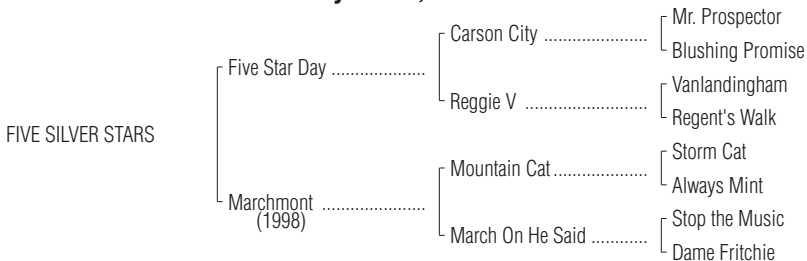 Mr. Prospector
Carson City ......................
Blushing Promise
Five Star Day ....................
Vanlandingham
Reggie V ..........................
Regent's Walk
FIVE SILVER STARS
Storm Cat
Mountain Cat ....................
Always Mint
Marchmont ......................
(1998)
Stop the Music
March On He Said ............
Dame Fritchie